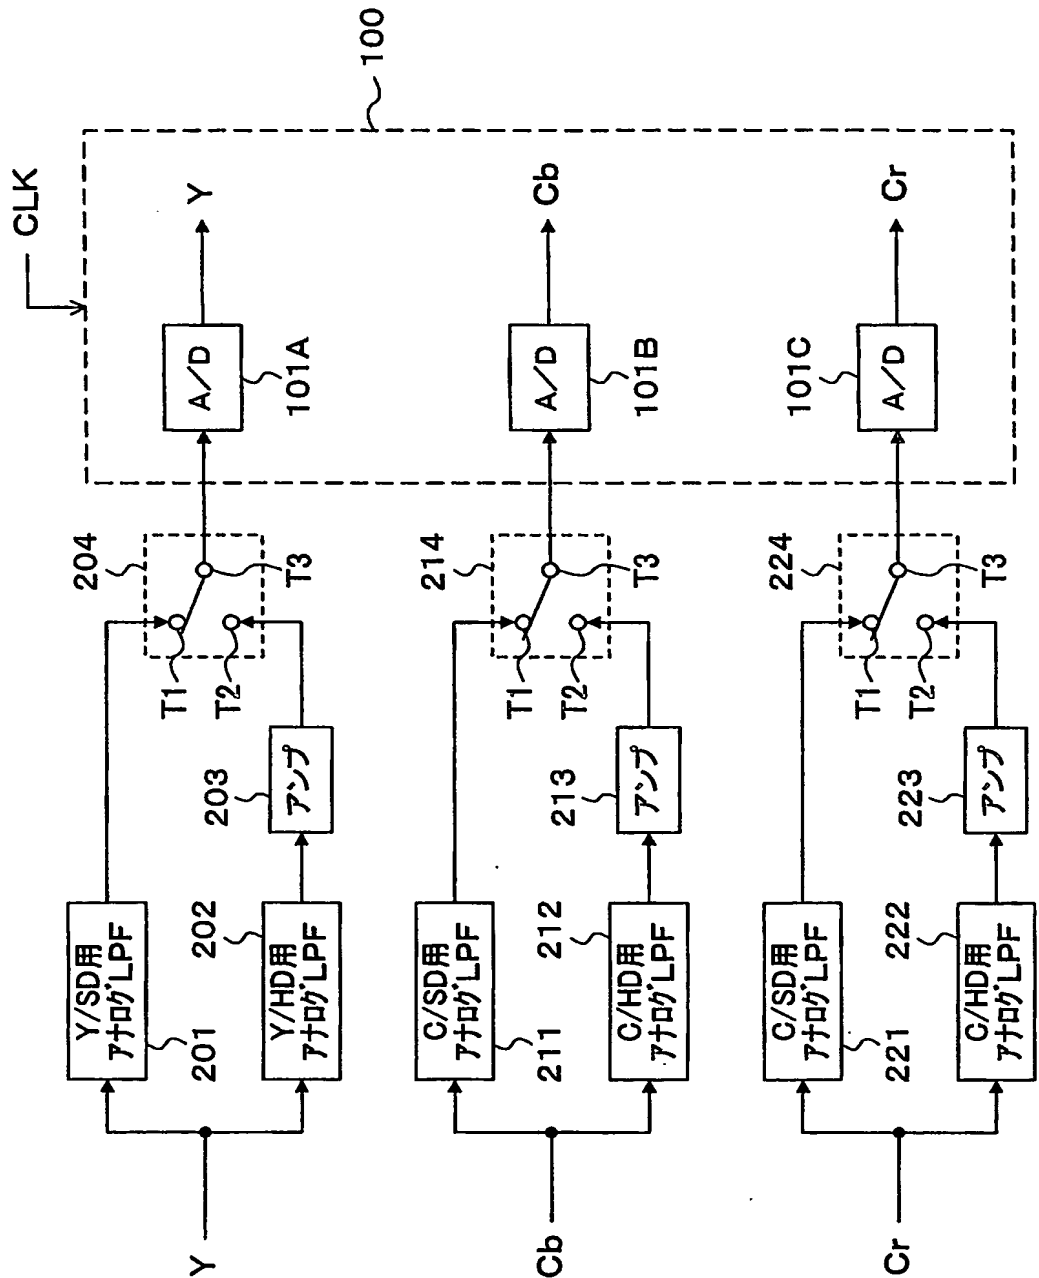 CLK
100
Y
Y/SD用
アナログLPF
201
Y/HD用
アナログLPF
202
アンプ
203
204
T1
T2
T3
A/D
101A
Y
Cb
C/SD用
アナログLPF
211
C/HD用
アナログLPF
212
アンプ
213
214
T1
T2
T3
A/D
101B
Cb
Cr
C/SD用
アナログLPF
221
C/HD用
アナログLPF
222
アンプ
223
224
T1
T2
T3
A/D
101C
Cr